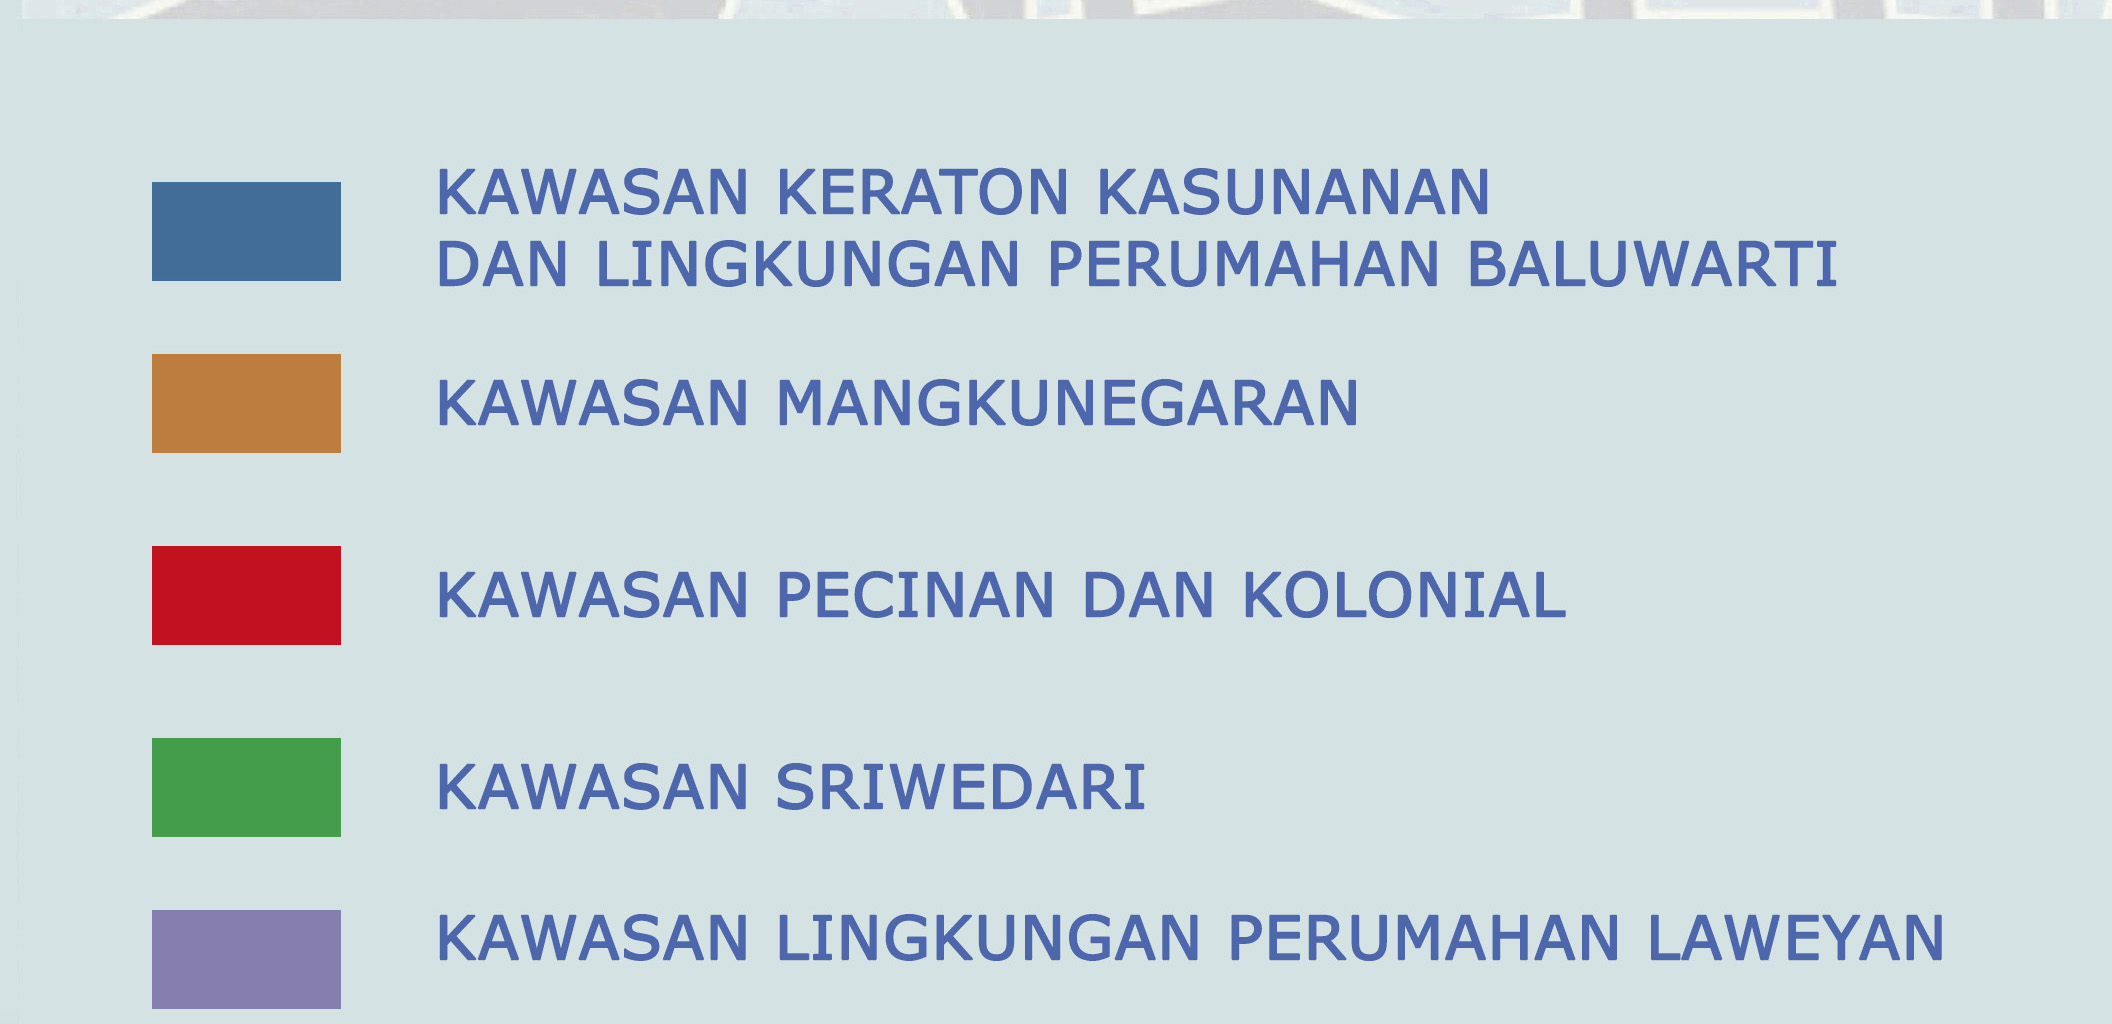 KAWASAN KERATON KASUNANAN
DAN LINGKUNGAN PERUMAHAN BALUWARTI
KAWASAN MANGKUNEGARAN
KAWASAN PECINAN DAN KOLONIAL
KAWASAN SRIWEDARI
KAWASAN LINGKUNGAN PERUMAHAN LAWEYAN